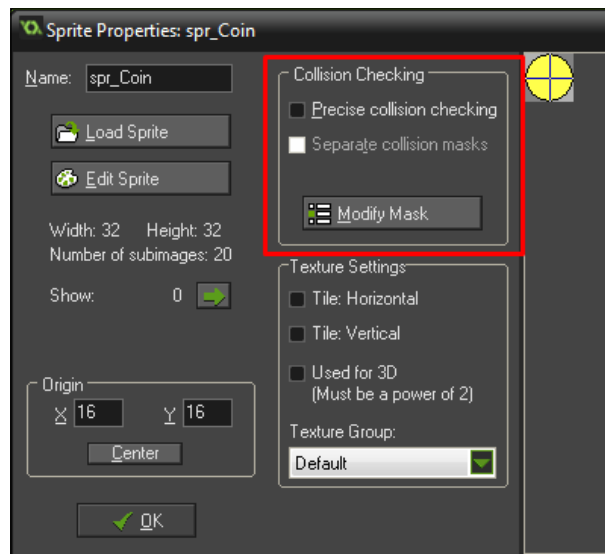 Sprite Properties: spr_Coin
Name: spr_Coin
Load Sprite
Edit Sprite
Width: 32 Height: 32
Number of subimages: 20
Show: 0
Origin
X 16 Y 16
Center
OK
Collision Checking
Precise collision checking
Separate collision masks
Modify Mask
Texture Settings
Tile: Horizontal
Tile: Vertical
Used for 3D
(Must be a power of 2)
Texture Group:
Default